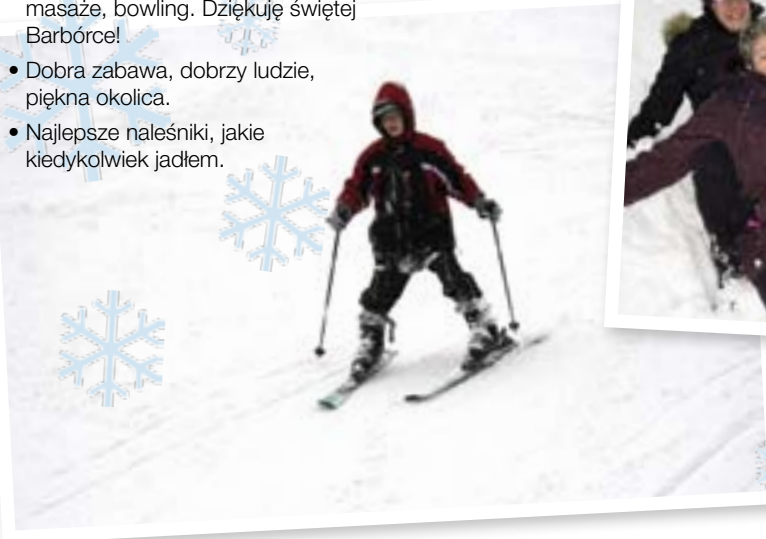 masaże, bowling. Dziękuję świętej
Barbórce!
• Dobra zabawa, dobrzy ludzie,
piękna okolica.
• Najlepsze naleśniki, jakie
kiedykolwiek jadłem.